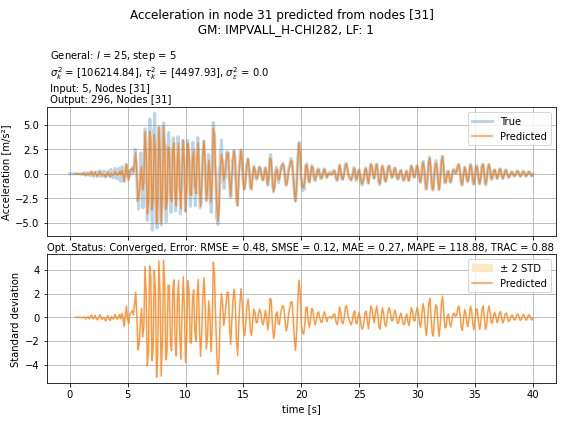 Acceleration in node 31 predicted from nodes [31]
GM: IMPVALL_H-CHI282, LF: 1
General: l = 25, step = 5
σ²ₖ = [106214.84], τ²ₖ = [4497.93], σ²ₑ = 0.0
Input: 5, Nodes [31]
Output: 296, Nodes [31]
Acceleration [m/s²]
5.0
2.5
0.0
−2.5
−5.0
True
Predicted
Opt. Status: Converged, Error: RMSE = 0.48, SMSE = 0.12, MAE = 0.27, MAPE = 118.88, TRAC = 0.88
Standard deviation
4
2
0
−2
−4
± 2 STD
Predicted
0 5 10 15 20 25 30 35 40
time [s]